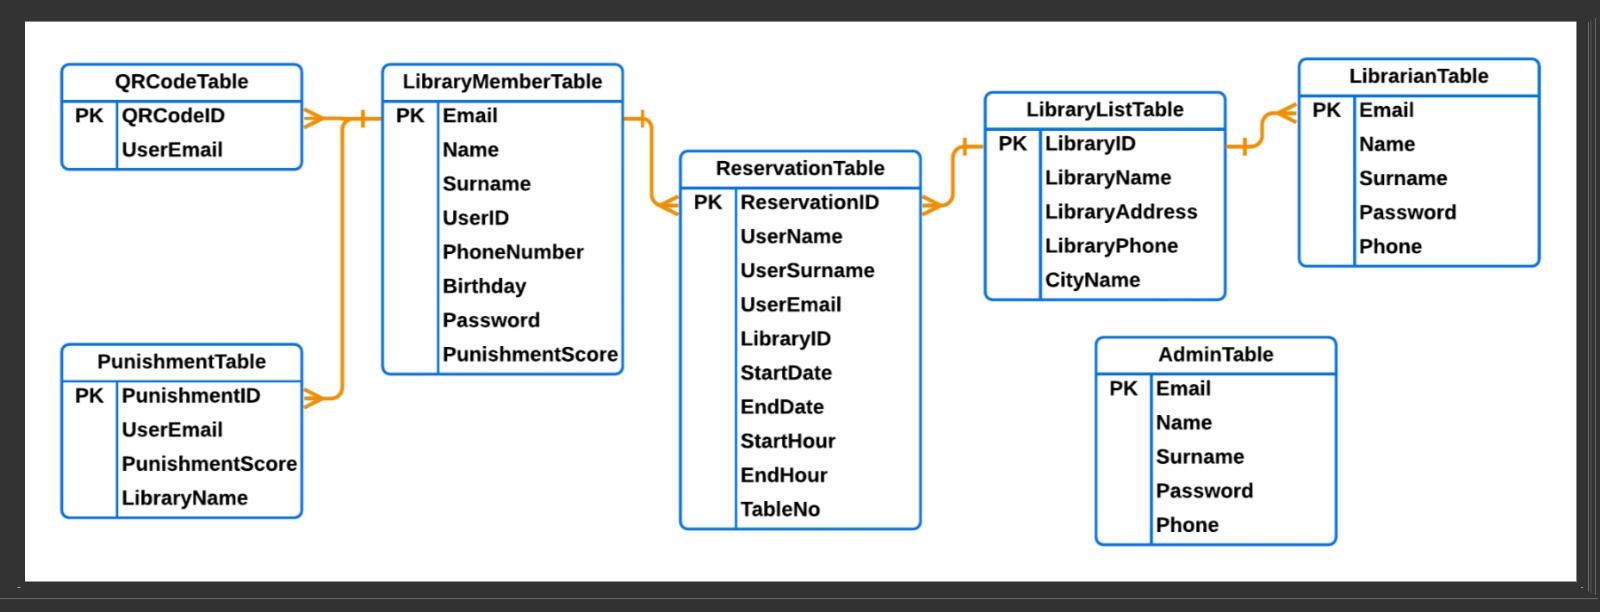 QRCodeTable
PK QRCodeID
UserEmail
LibraryMemberTable
PK Email
Name
Surname
UserID
PhoneNumber
Birthday
Password
PunishmentScore
PunishmentTable
PK PunishmentID
UserEmail
PunishmentScore
LibraryName
ReservationTable
PK ReservationID
UserName
UserSurname
UserEmail
LibraryID
StartDate
EndDate
StartHour
EndHour
TableNo
LibraryListTable
PK LibraryID
LibraryName
LibraryAddress
LibraryPhone
CityName
LibrarianTable
PK Email
Name
Surname
Password
Phone
AdminTable
PK Email
Name
Surname
Password
Phone